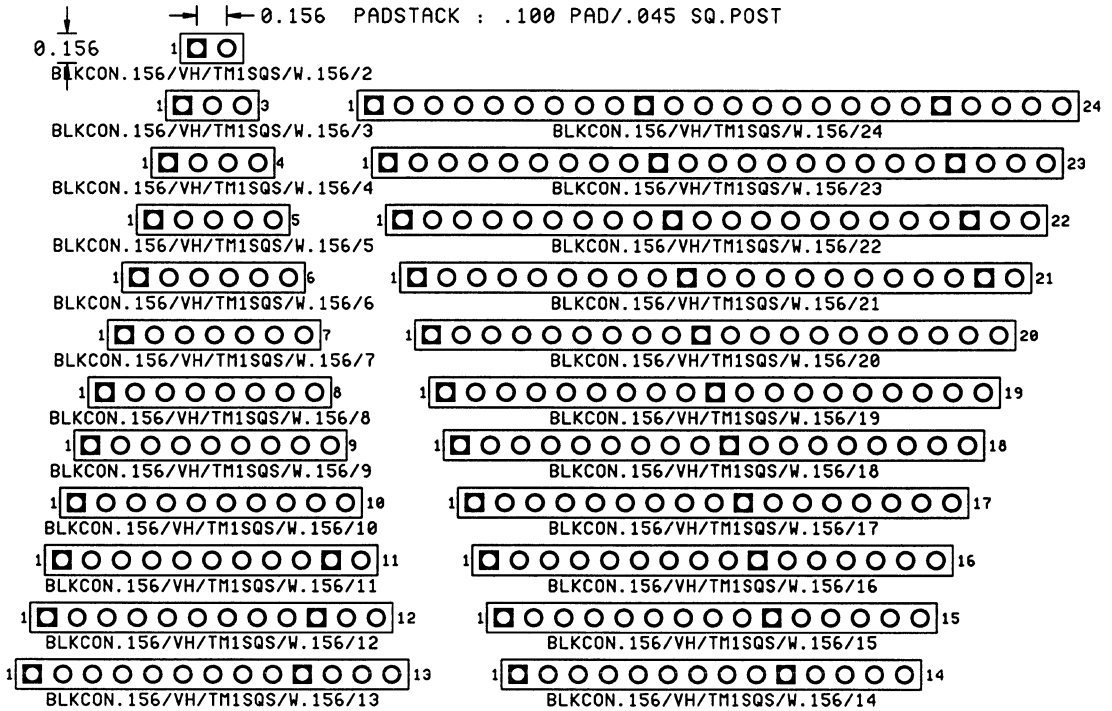 0.156 PADSTACK : .100 PAD/.045 SQ.POST
0.156
1
BLKCON.156/VH/TM1SQS/W.156/2
1 3
BLKCON.156/VH/TM1SQS/W.156/3
1 24
BLKCON.156/VH/TM1SQS/W.156/24
1 4
BLKCON.156/VH/TM1SQS/W.156/4
1 23
BLKCON.156/VH/TM1SQS/W.156/23
1 5
BLKCON.156/VH/TM1SQS/W.156/5
1 22
BLKCON.156/VH/TM1SQS/W.156/22
1 6
BLKCON.156/VH/TM1SQS/W.156/6
1 21
BLKCON.156/VH/TM1SQS/W.156/21
1 7
BLKCON.156/VH/TM1SQS/W.156/7
1 20
BLKCON.156/VH/TM1SQS/W.156/20
1 8
BLKCON.156/VH/TM1SQS/W.156/8
1 19
BLKCON.156/VH/TM1SQS/W.156/19
1 9
BLKCON.156/VH/TM1SQS/W.156/9
1 18
BLKCON.156/VH/TM1SQS/W.156/18
1 10
BLKCON.156/VH/TM1SQS/W.156/10
1 17
BLKCON.156/VH/TM1SQS/W.156/17
1 11
BLKCON.156/VH/TM1SQS/W.156/11
1 16
BLKCON.156/VH/TM1SQS/W.156/16
1 12
BLKCON.156/VH/TM1SQS/W.156/12
1 15
BLKCON.156/VH/TM1SQS/W.156/15
1 13
BLKCON.156/VH/TM1SQS/W.156/13
1 14
BLKCON.156/VH/TM1SQS/W.156/14